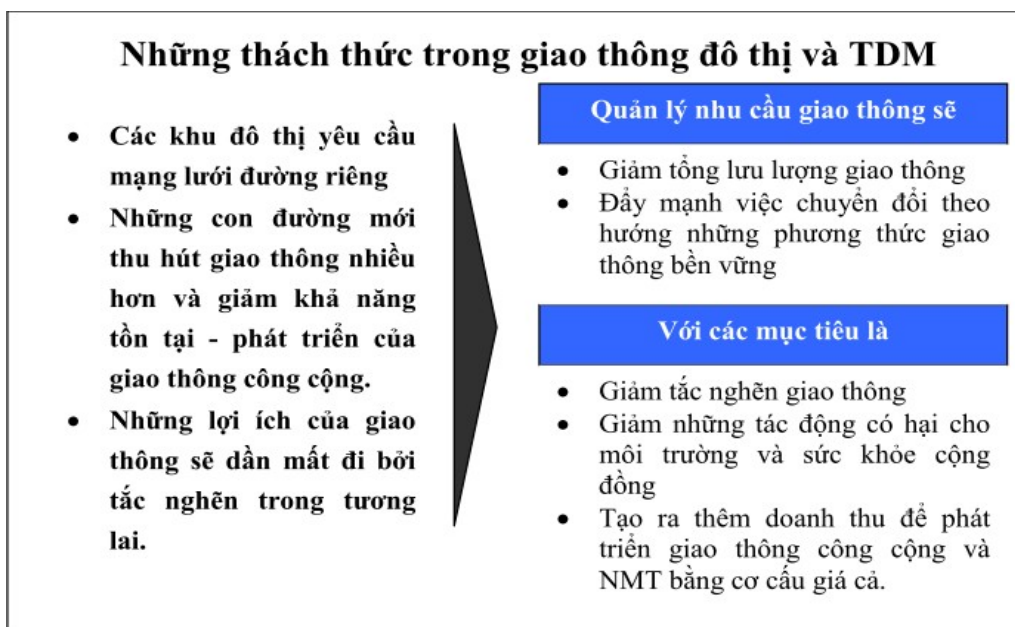 Những thách thức trong giao thông đô thị và TDM
• Các khu đô thị yêu cầu
mạng lưới đường riêng
• Những con đường mới
thu hút giao thông nhiều
hơn và giảm khả năng
tồn tại - phát triển của
giao thông công cộng.
• Những lợi ích của giao
thông sẽ dần mất đi bởi
tắc nghẽn trong tương
lai.
Quản lý nhu cầu giao thông sẽ
• Giảm tổng lưu lượng giao thông
• Đẩy mạnh việc chuyển đổi theo
hướng những phương thức giao
thông bền vững
Với các mục tiêu là
• Giảm tắc nghẽn giao thông
• Giảm những tác động có hại cho
môi trường và sức khỏe cộng
đồng
• Tạo ra thêm doanh thu để phát
triển giao thông công cộng và
NMT bằng cơ cấu giá cả.